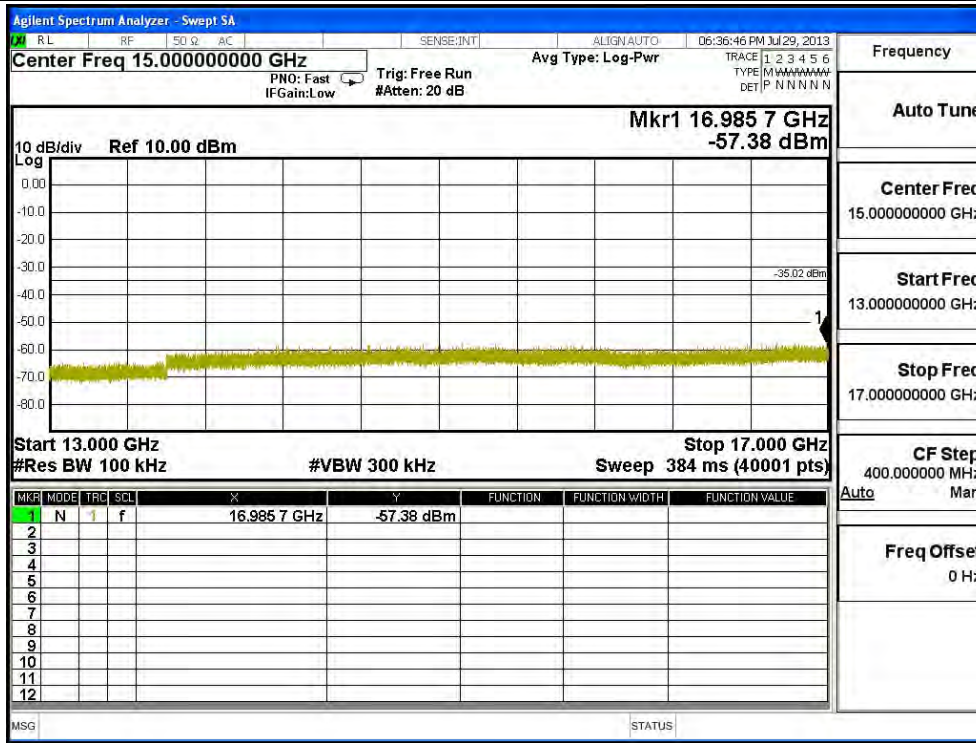 Agilent Spectrum Analyzer - Swept SA
RL RF 50 Ω AC SENSE:INT ALIGN AUTO 06:36:46 PM Jul 29, 2013
Center Freq 15.000000000 GHz
PNO: Fast
IFGain:Low
Trig: Free Run
#Atten: 20 dB
Avg Type: Log-Pwr
TRACE 1 2 3 4 5 6
TYPE M WWWWW
DET P N N N N N
Mkr1 16.985 7 GHz
-57.38 dBm
10 dB/div Ref 10.00 dBm
Log
0.00
-10.0
-20.0
-30.0
-35.02 dBm
-40.0
-50.0
1
-60.0
-70.0
-80.0
Start 13.000 GHz Stop 17.000 GHz
#Res BW 100 kHz #VBW 300 kHz Sweep 384 ms (40001 pts)
MKR MODE TRC SCL X Y FUNCTION FUNCTION WIDTH FUNCTION VALUE
1 N 1 f 16.985 7 GHz -57.38 dBm
2
3
4
5
6
7
8
9
10
11
12
MSG STATUS
Frequency
Auto Tune
Center Freq
15.000000000 GHz
Start Freq
13.000000000 GHz
Stop Freq
17.000000000 GHz
CF Step
400.000000 MHz
Auto Man
Freq Offset
0 Hz